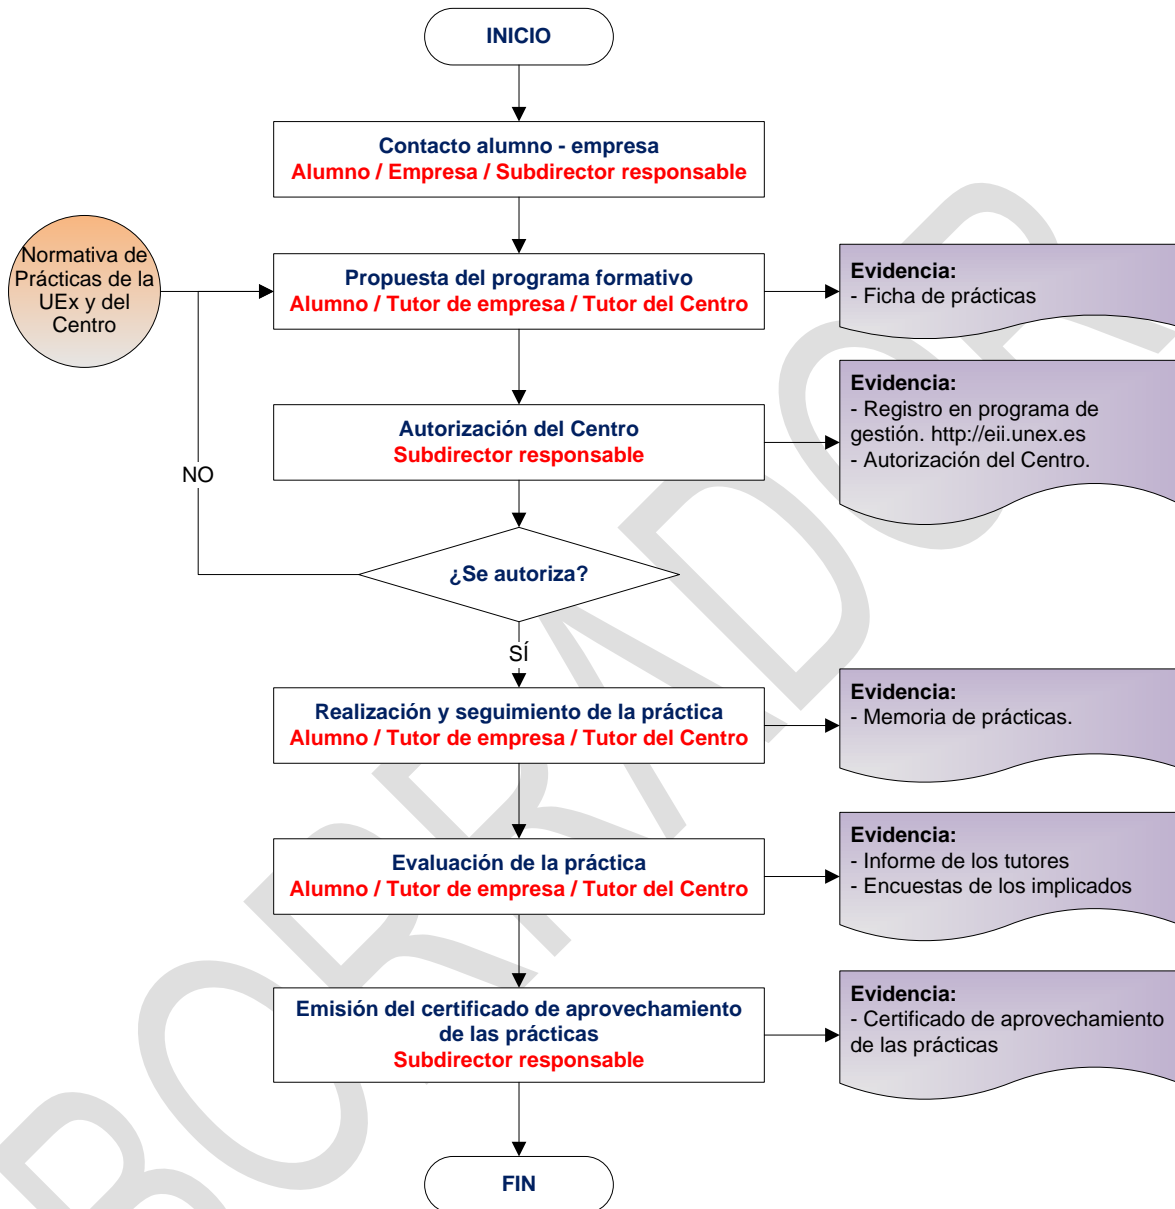 INICIO
Contacto alumno - empresa
Alumno / Empresa / Subdirector responsable
Normativa de
Prácticas de la
UEx y del
Centro
Propuesta del programa formativo
Alumno / Tutor de empresa / Tutor del Centro
Evidencia:
- Ficha de prácticas
Autorización del Centro
Subdirector responsable
Evidencia:
- Registro en programa de
gestión. http://eii.unex.es
- Autorización del Centro.
NO
¿Se autoriza?
SÍ
Realización y seguimiento de la práctica
Alumno / Tutor de empresa / Tutor del Centro
Evidencia:
- Memoria de prácticas.
Evaluación de la práctica
Alumno / Tutor de empresa / Tutor del Centro
Evidencia:
- Informe de los tutores
- Encuestas de los implicados
Emisión del certificado de aprovechamiento
de las prácticas
Subdirector responsable
Evidencia:
- Certificado de aprovechamiento
de las prácticas
FIN
BORRADOR